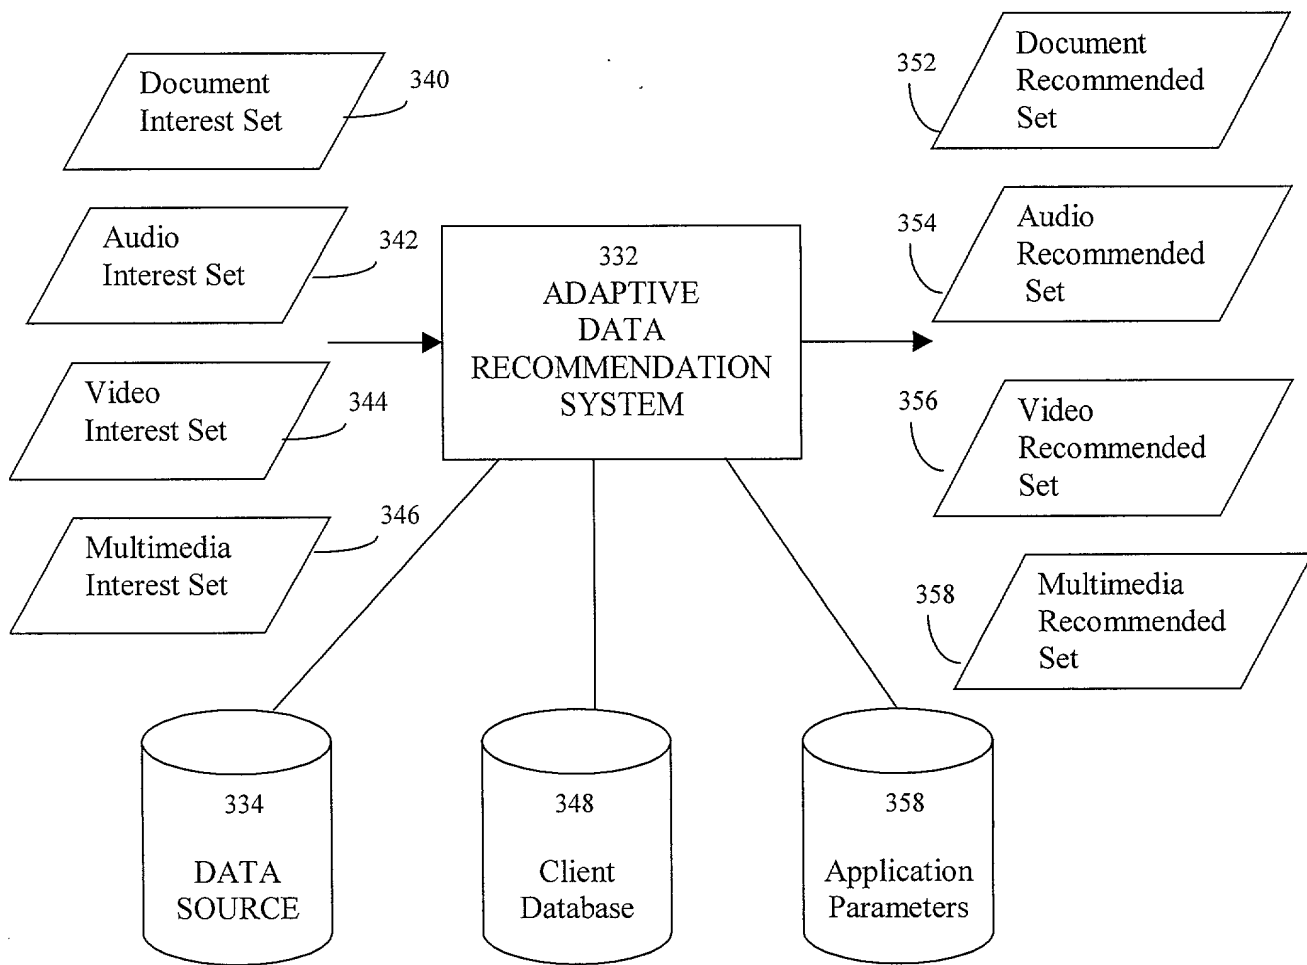 Document
Interest Set
340
Audio
Interest Set
342
Video
Interest Set
344
Multimedia
Interest Set
346
332
ADAPTIVE
DATA
RECOMMENDATION
SYSTEM
352
Document
Recommended
Set
354
Audio
Recommended
Set
356
Video
Recommended
Set
358
Multimedia
Recommended
Set
334
DATA
SOURCE
348
Client
Database
358
Application
Parameters